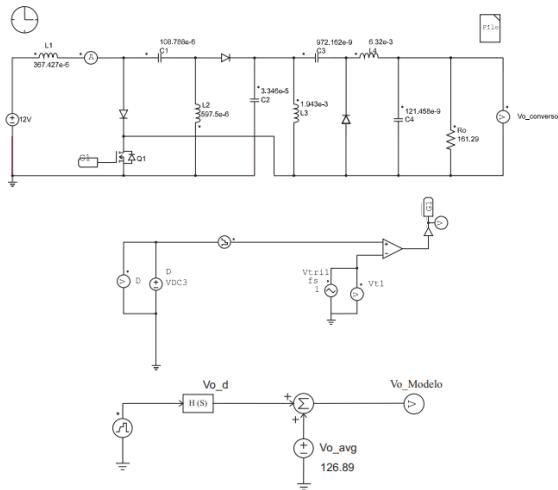 File
L1
367.427e-6
108.788e-6
C1
972.162e-9
C3
6.32e-3
L4
12V
L2
597.5e-6
3.346e-5
C2
1.943e-3
L3
121.458e-9
C4
Ro
161.29
Vo_converso
G1
Q1
G1
V
D
D
VDC3
V
Vtri1
fs
1
V
Vt1
Vo_d
H (S)
Vo_Modelo
V
Vo_avg
126.89